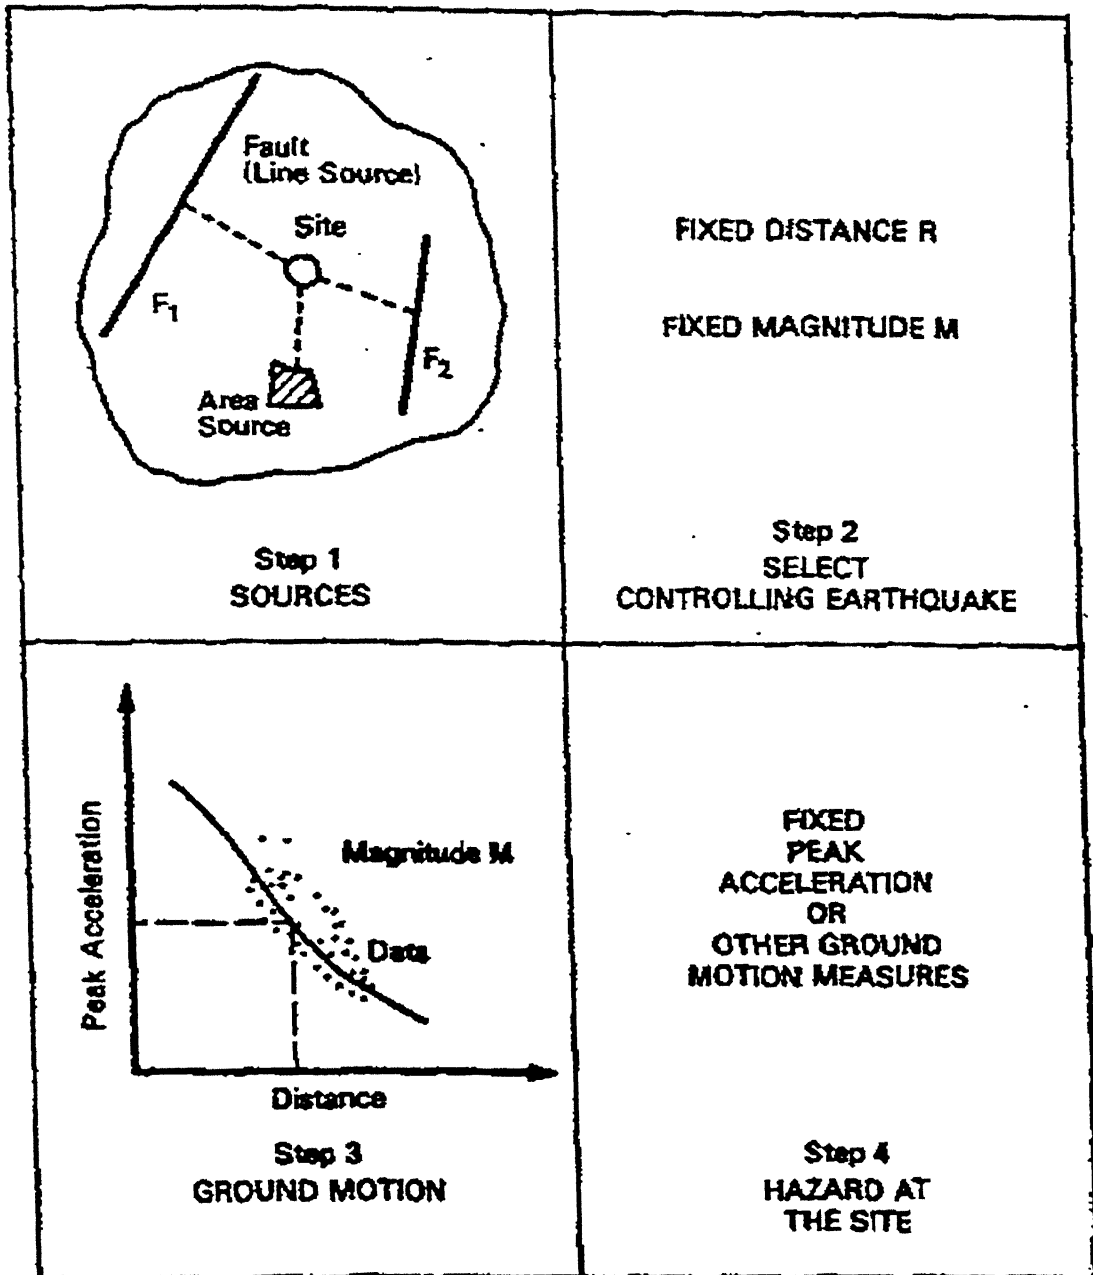 Fault
(Line Source)
Site
F1
F2
Area
Source
Step 1
SOURCES
FIXED DISTANCE R
FIXED MAGNITUDE M
Step 2
SELECT
CONTROLLING EARTHQUAKE
Peak Acceleration
Magnitude M
Data
Distance
Step 3
GROUND MOTION
FIXED
PEAK
ACCELERATION
OR
OTHER GROUND
MOTION MEASURES
Step 4
HAZARD AT
THE SITE